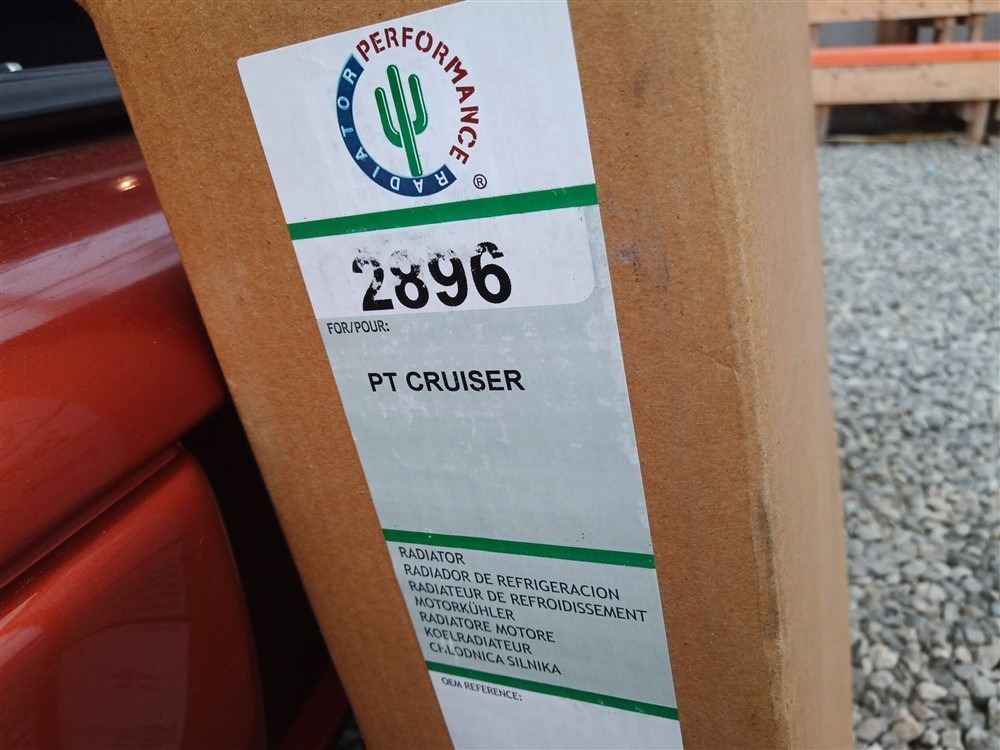 PERFORMANCE
RADIATOR
®
2896
FOR/POUR:
PT CRUISER
RADIATOR
RADIADOR DE REFRIGERACION
RADIATEUR DE REFROIDISSEMENT
MOTORKÜHLER
RADIATORE MOTORE
KOELRADIATEUR
CHLODNICA SILNIKA
OEM REFERENCE: